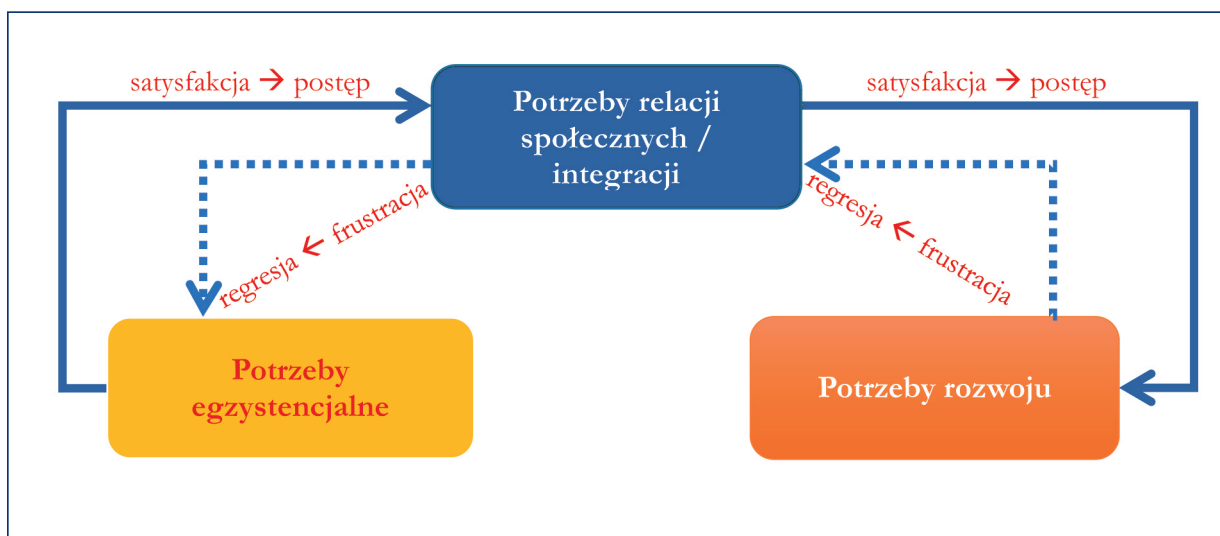 satysfakcja → postęp
Potrzeby relacji
społecznych /
integracji
satysfakcja → postęp
regresja ← frustracja
regresja ← frustracja
Potrzeby
egzystencjalne
Potrzeby rozwoju